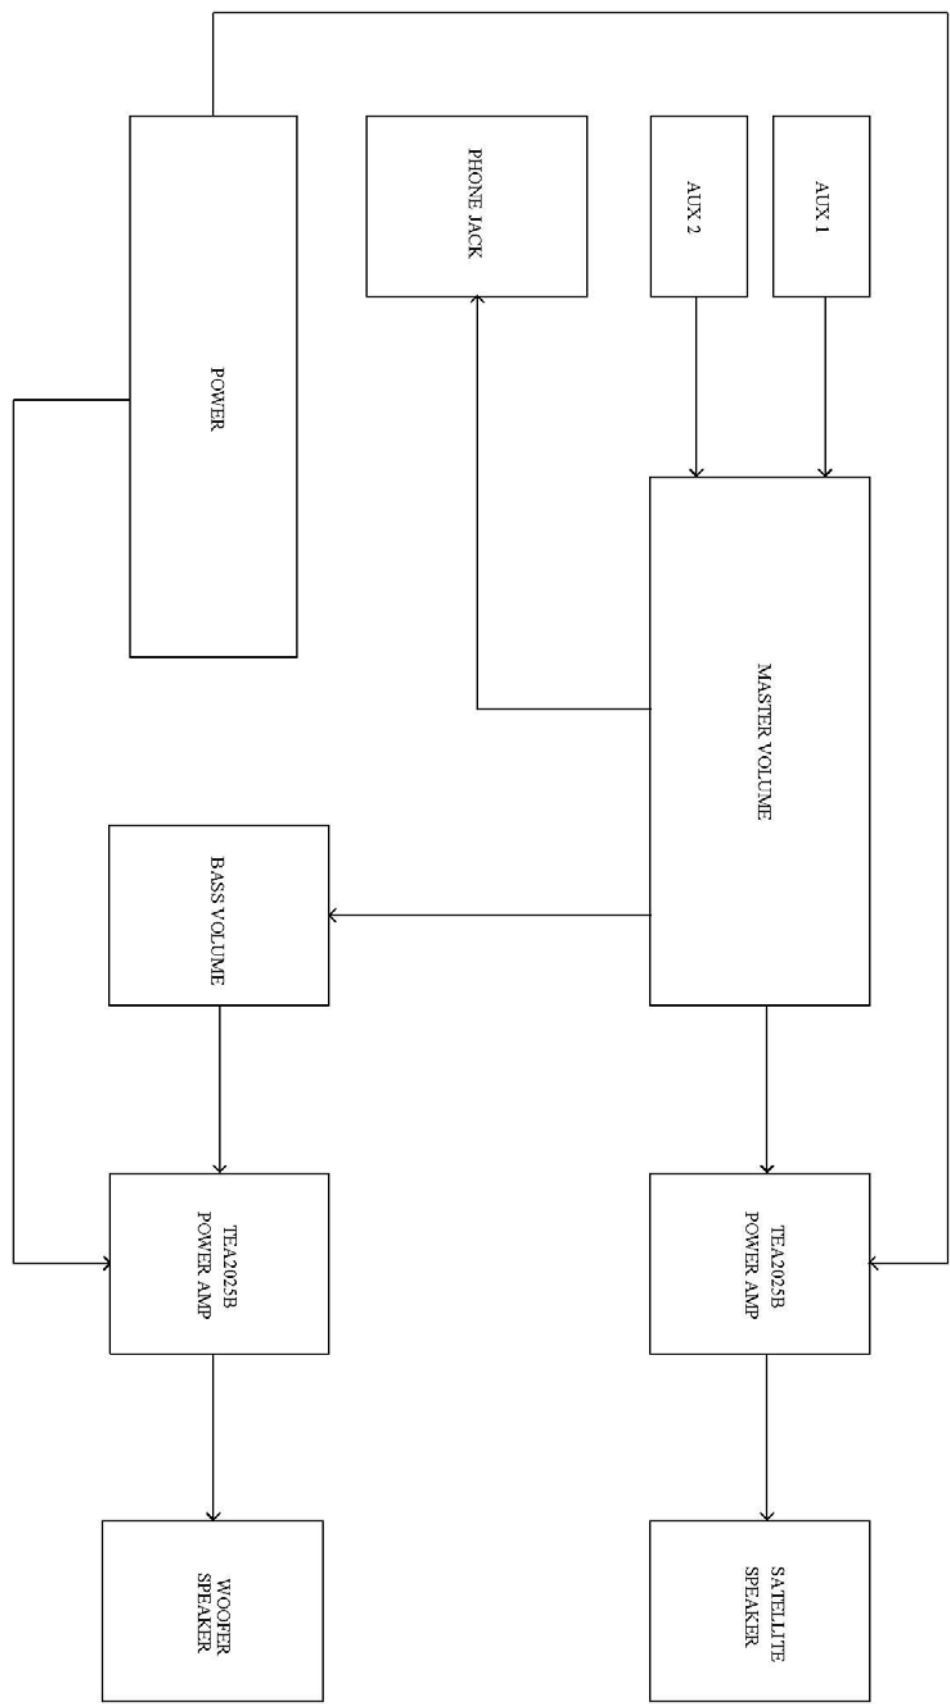 AUX 1
AUX 2
PHONE JACK
POWER
MASTER VOLUME
BASS VOLUME
TEA2025B
POWER AMP
TEA2025B
POWER AMP
SATELLITE
SPEAKER
WOOFER
SPEAKER